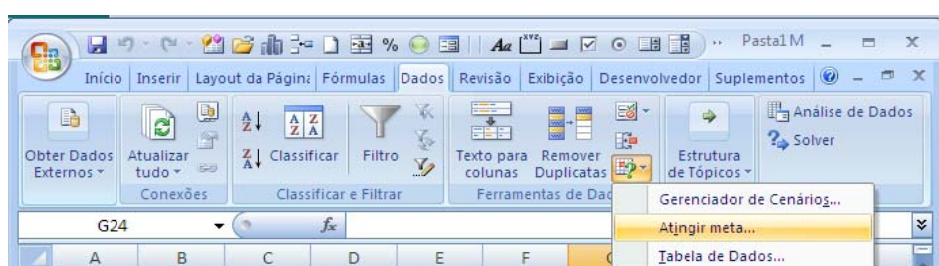 Aa XYZ Pasta1 M
Início Inserir Layout da Página Fórmulas Dados Revisão Exibição Desenvolvedor Suplementos
Obter Dados Externos
Atualizar tudo
Conexões
A Z
Z A
Classificar
Filtro
Classificar e Filtrar
Texto para colunas
Remover Duplicatas
Ferramentas de Dad
Estrutura de Tópicos
Análise de Dados
Solver
Gerenciador de Cenários...
Atingir meta...
Tabela de Dados...
G24 fx
A B C D E F